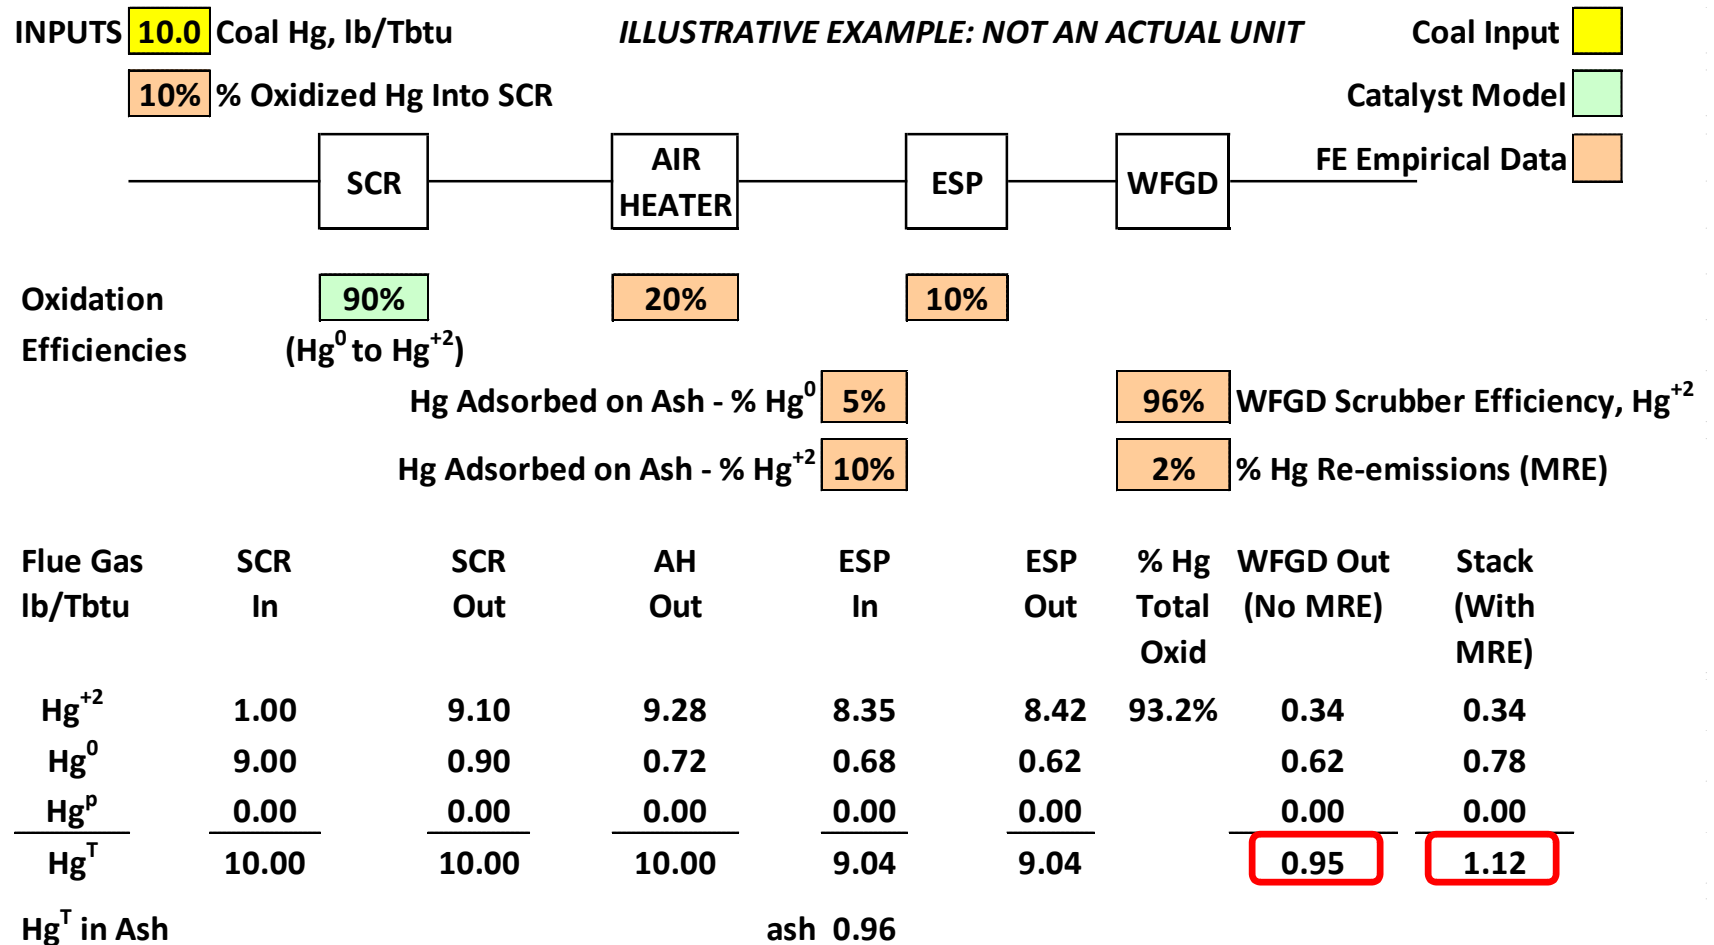 INPUTS 10.0 Coal Hg, lb/Tbtu ILLUSTRATIVE EXAMPLE: NOT AN ACTUAL UNIT Coal Input
10% % Oxidized Hg Into SCR Catalyst Model
FE Empirical Data
SCR AIR HEATER ESP WFGD
Oxidation 90% 20% 10%
Efficiencies (Hg⁰ to Hg⁺²)
Hg Adsorbed on Ash - % Hg⁰ 5% 96% WFGD Scrubber Efficiency, Hg⁺²
Hg Adsorbed on Ash - % Hg⁺² 10% 2% % Hg Re-emissions (MRE)
Flue Gas SCR SCR AH ESP ESP % Hg WFGD Out Stack
lb/Tbtu In Out Out In Out Total (No MRE) (With
Oxid MRE)
Hg⁺² 1.00 9.10 9.28 8.35 8.42 93.2% 0.34 0.34
Hg⁰ 9.00 0.90 0.72 0.68 0.62 0.62 0.78
Hgᵖ 0.00 0.00 0.00 0.00 0.00 0.00 0.00
Hgᵀ 10.00 10.00 10.00 9.04 9.04 0.95 1.12
Hgᵀ in Ash ash 0.96